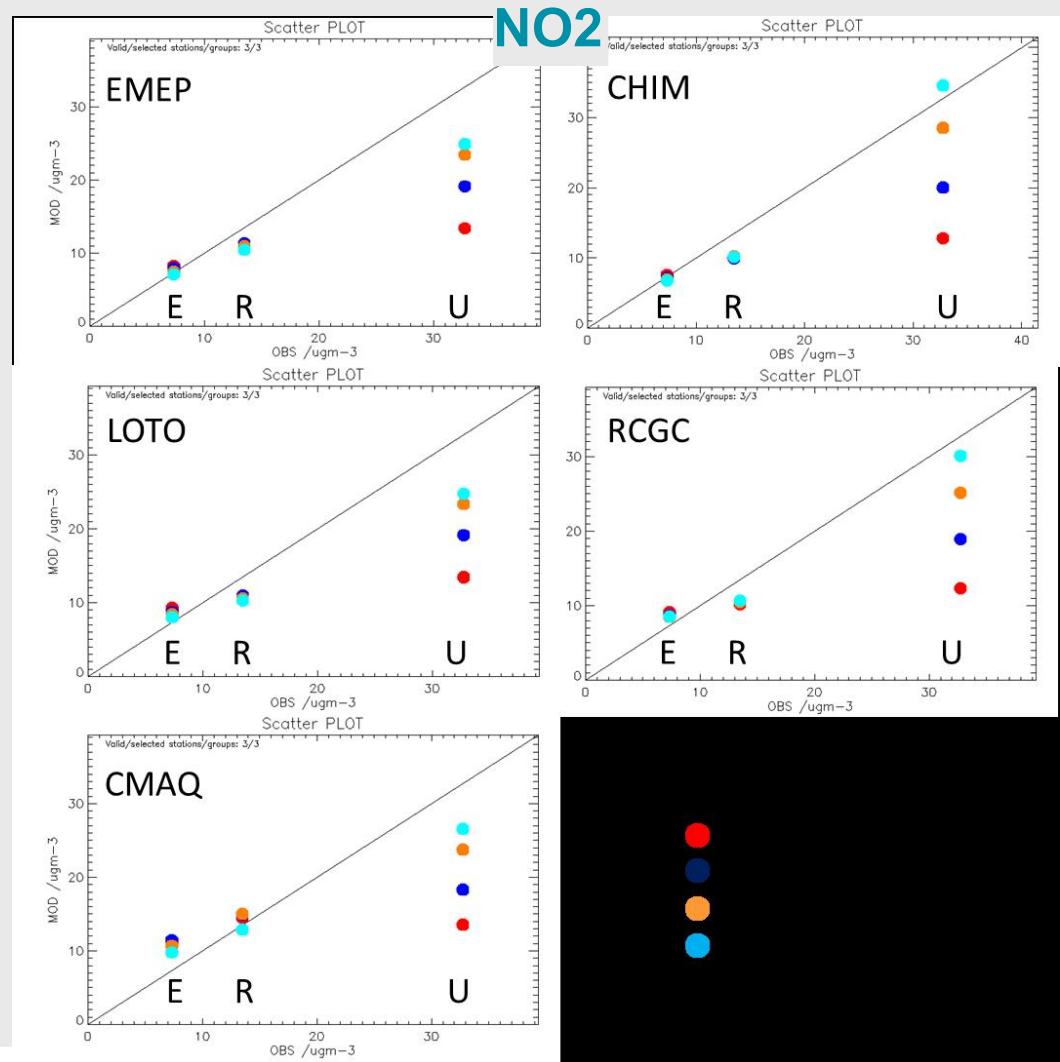 NO2
Scatter PLOT
Valid/selected stations/groups: 3/3
EMEP
MOD /ugm-3
30
20
10
0
E R U
0 10 20 30
OBS /ugm-3
Scatter PLOT
Valid/selected stations/groups: 3/3
CHIM
30
20
10
0
E R U
0 10 20 30 40
OBS /ugm-3
Scatter PLOT
Valid/selected stations/groups: 3/3
LOTO
MOD /ugm-3
30
20
10
0
E R U
0 10 20 30
OBS /ugm-3
Scatter PLOT
Valid/selected stations/groups: 3/3
RCGC
30
20
10
0
E R U
0 10 20 30
OBS /ugm-3
Scatter PLOT
Valid/selected stations/groups: 3/3
CMAQ
MOD /ugm-3
30
20
10
0
E R U
0 10 20 30
OBS /ugm-3